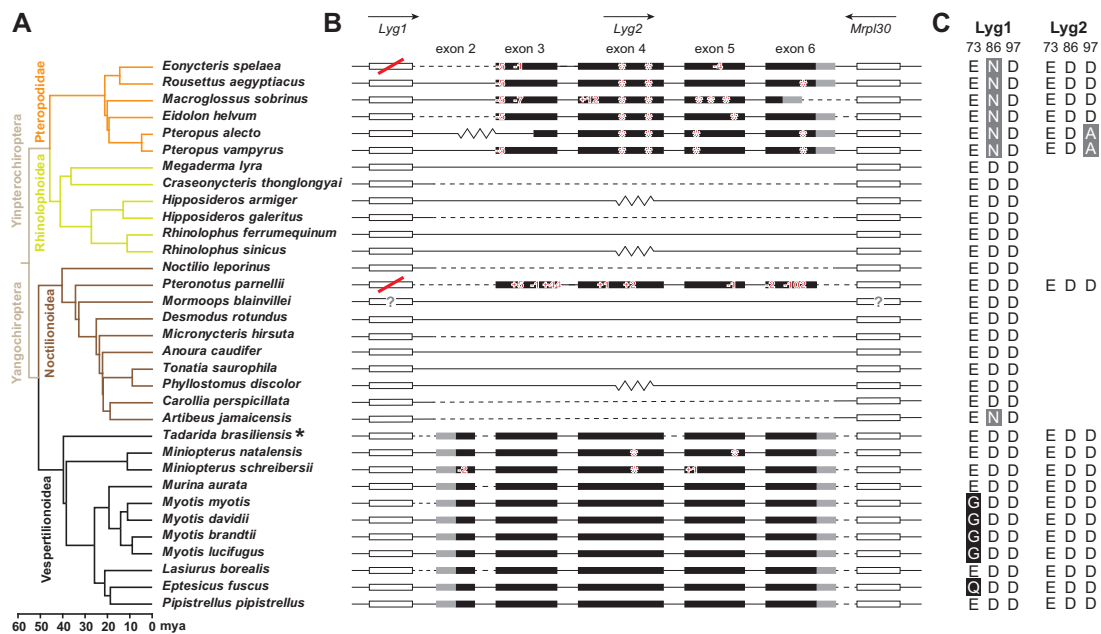 A
B
C
Lyg1
Lyg2
Mrpl30
Lyg1 Lyg2
exon 2 exon 3 exon 4 exon 5 exon 6
73 86 97 73 86 97
Yinpterochiroptera
Yangochiroptera
Pteropodidae
Rhinolophoidea
Noctilionoidea
Vespertilionoidea
Eonycteris spelaea E N D E D D
Rousettus aegyptiacus E N D E D D
Macroglossus sobrinus E N D E D D
Eidolon helvum E N D E D D
Pteropus alecto E N D E D A
Pteropus vampyrus E N D E D A
Megaderma lyra E D D
Craseonycteris thonglongyai E D D
Hipposideros armiger E D D
Hipposideros galeritus E D D
Rhinolophus ferrumequinum E D D
Rhinolophus sinicus E D D
Noctilio leporinus E D D
Pteronotus parnellii E D D E D D
Mormoops blainvillei ? ? E D D
Desmodus rotundus E D D
Micronycteris hirsuta E D D
Anoura caudifer E D D
Tonatia saurophila E D D
Phyllostomus discolor E D D
Carollia perspicillata E D D
Artibeus jamaicensis E N D
Tadarida brasiliensis * E D D E D D
Miniopterus natalensis E D D E D D
Miniopterus schreibersii E D D E D D
Murina aurata E D D E D D
Myotis myotis G D D E D D
Myotis davidii G D D E D D
Myotis brandtii G D D E D D
Myotis lucifugus G D D E D D
Lasiurus borealis E D D E D D
Eptesicus fuscus Q D D E D D
Pipistrellus pipistrellus E D D E D D
60 50 40 30 20 10 0 mya